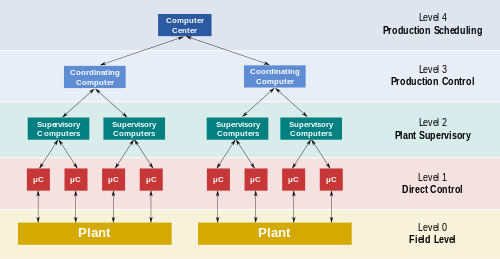 Computer
Center
Level 4
Production Scheduling
Coordinating
Computer
Coordinating
Computer
Level 3
Production Control
Supervisory
Computers
Supervisory
Computers
Supervisory
Computers
Supervisory
Computers
Level 2
Plant Supervisory
µC
µC
µC
µC
µC
µC
µC
µC
Level 1
Direct Control
Plant
Plant
Level 0
Field Level